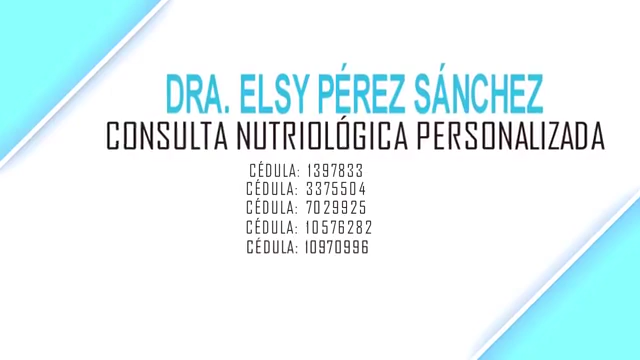 DRA. ELSY PÉREZ SÁNCHEZ
CONSULTA NUTRIOLÓGICA PERSONALIZADA
CÉDULA: 1397833
CÉDULA: 3375504
CÉDULA: 7029925
CÉDULA: 10576282
CÉDULA: 10970996